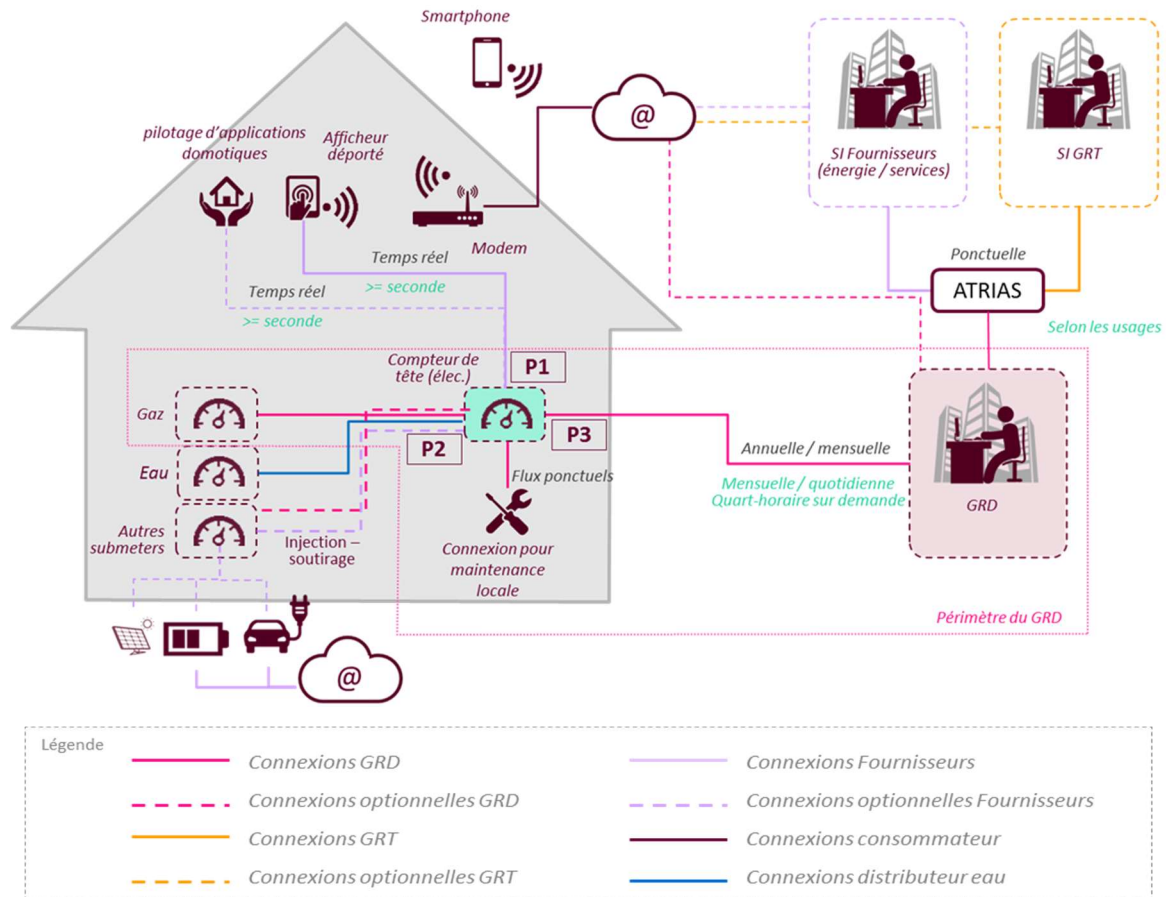 Smartphone
pilotage d'applications
domotiques
Afficheur
déporté
@
SI Fournisseurs
(énergie / services)
SI GRT
Modem
Temps réel
>= seconde
Temps réel
>= seconde
Ponctuelle
ATRIAS
Selon les usages
Compteur de
tête (élec.)
P1
Gaz
P2
P3
Eau
Flux ponctuels
Annuelle / mensuelle
Mensuelle / quotidienne
Quart-horaire sur demande
GRD
Autres
submeters
Injection –
soutirage
Connexion pour
maintenance
locale
Périmètre du GRD
@
Légende
Connexions GRD
Connexions Fournisseurs
Connexions optionnelles GRD
Connexions optionnelles Fournisseurs
Connexions GRT
Connexions consommateur
Connexions optionnelles GRT
Connexions distributeur eau